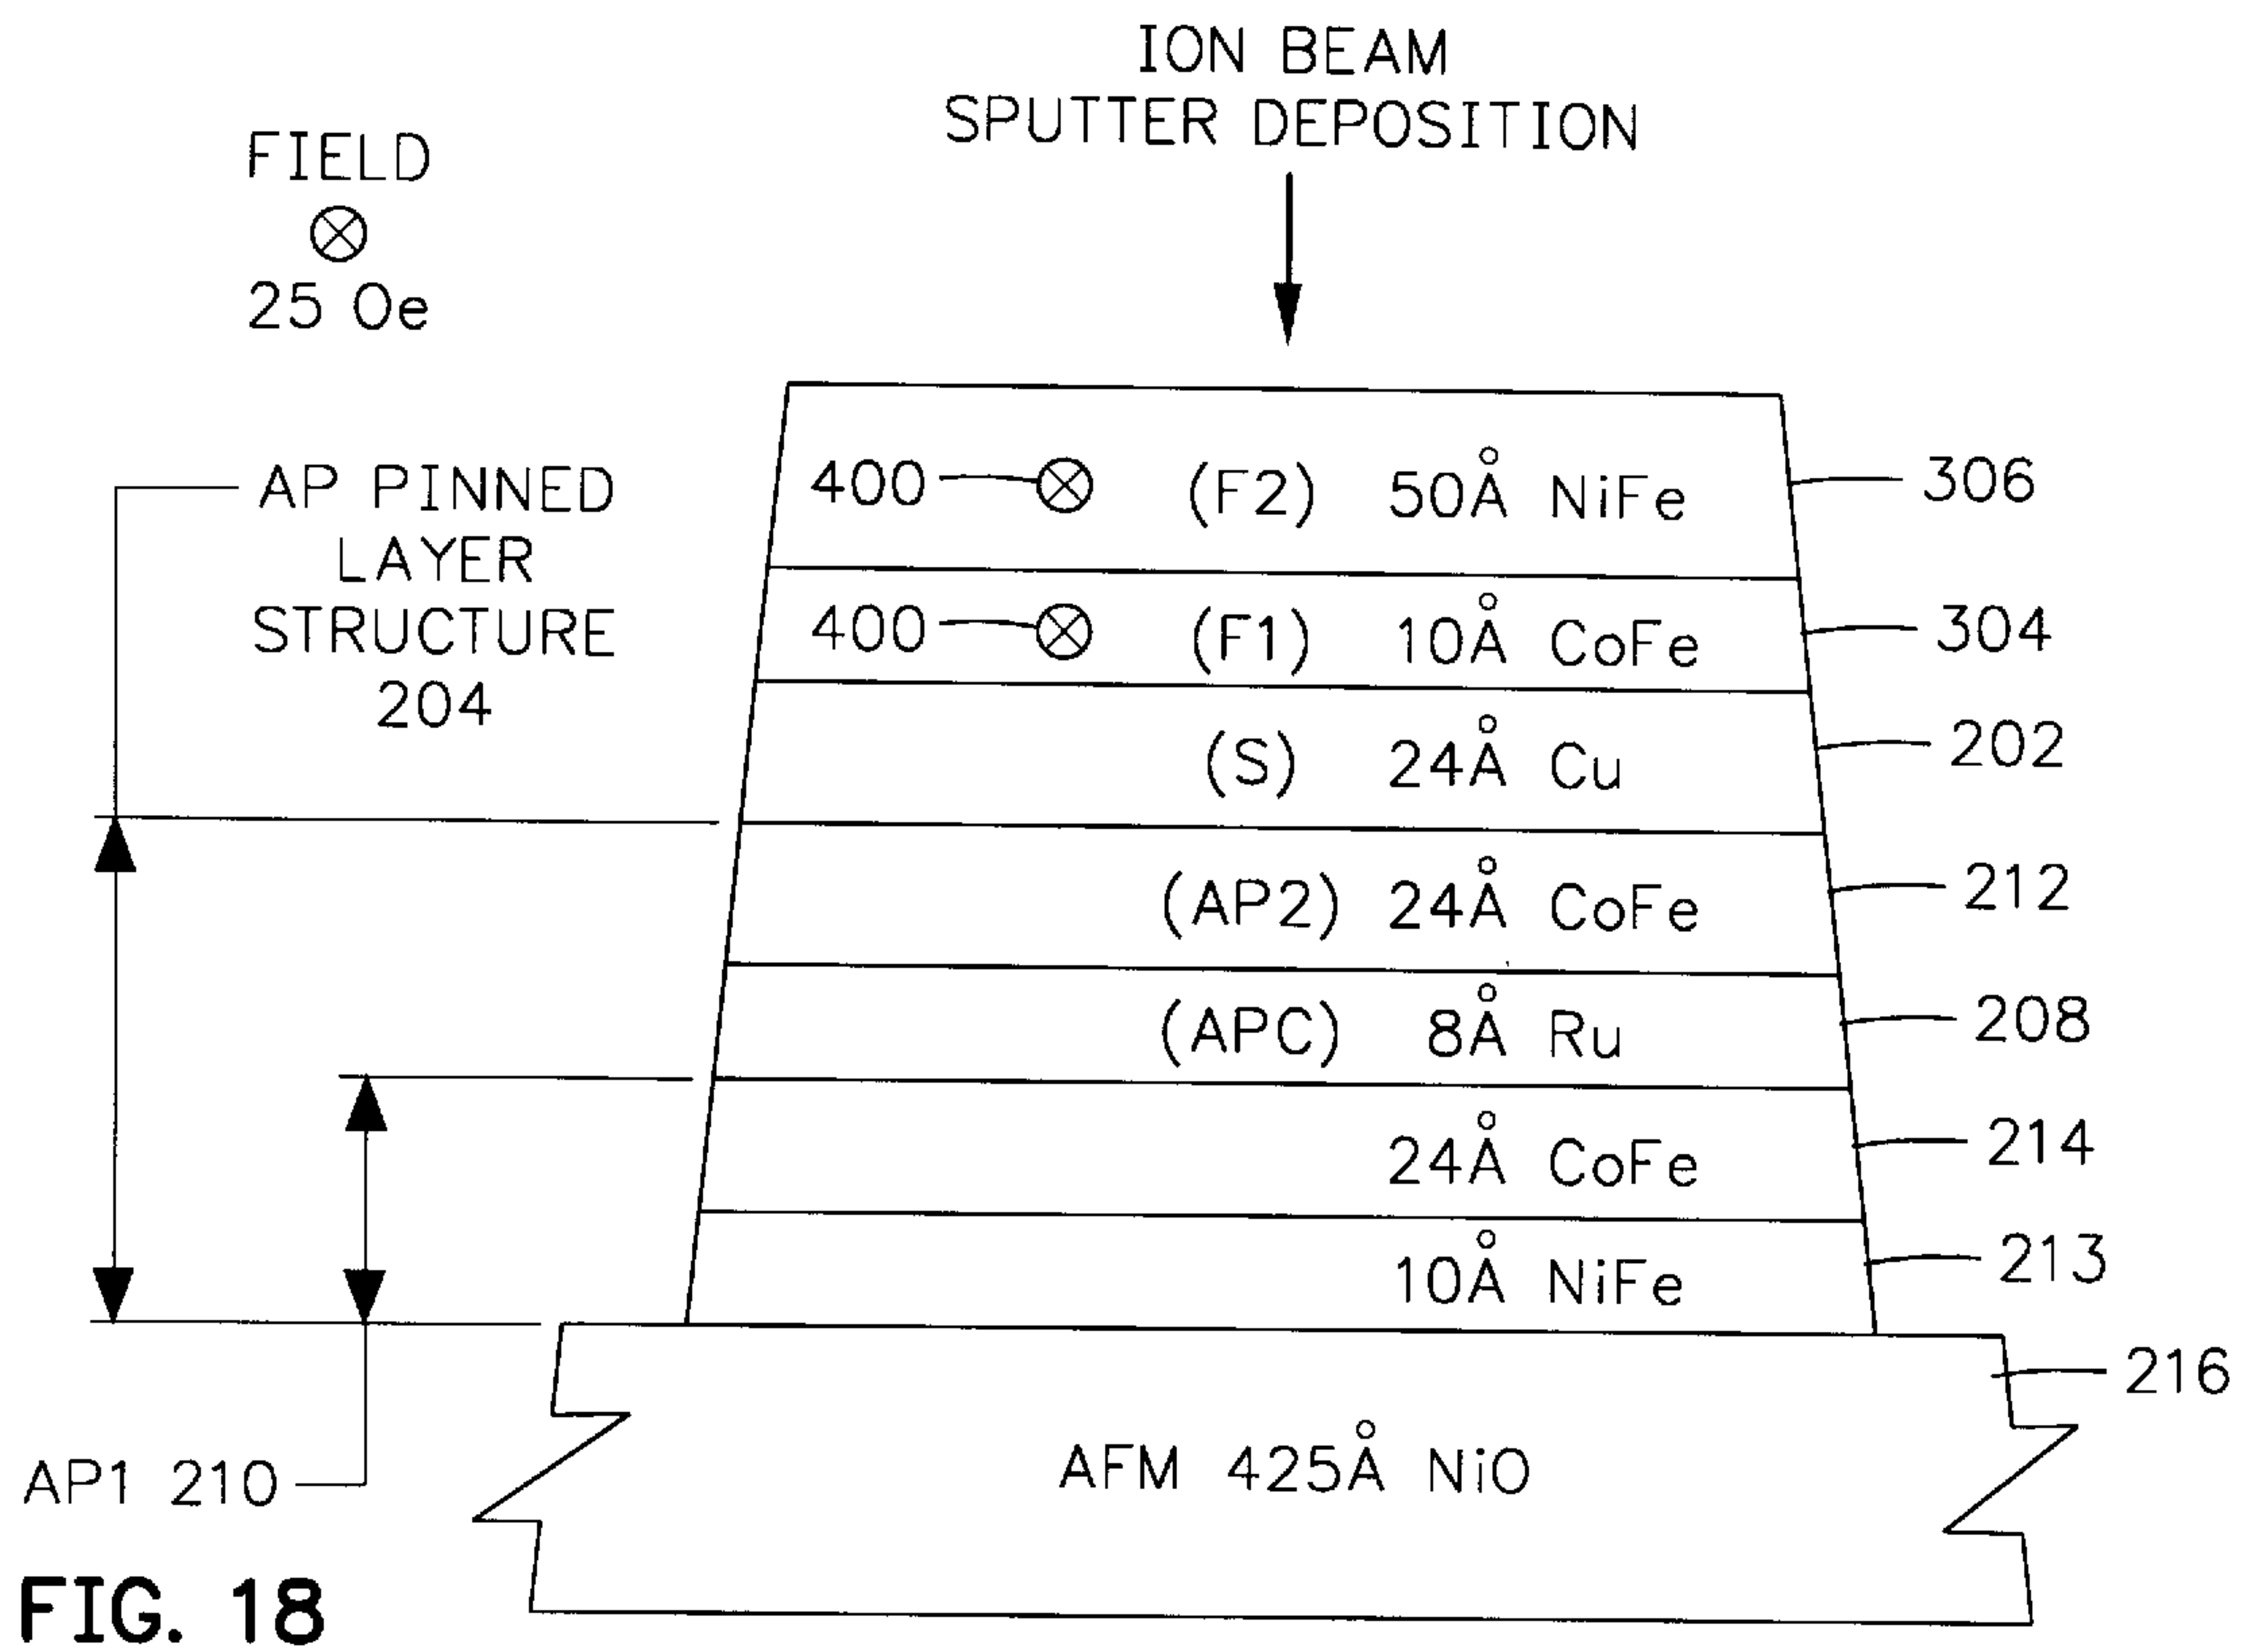 ION BEAM
SPUTTER DEPOSITION
FIELD
25 Oe
AP PINNED
LAYER
STRUCTURE
204
400 (F2) 50Å NiFe 306
400 (F1) 10Å CoFe 304
(S) 24Å Cu 202
(AP2) 24Å CoFe 212
(APC) 8Å Ru 208
24Å CoFe 214
10Å NiFe 213
216
AFM 425Å NiO
AP1 210
FIG. 18